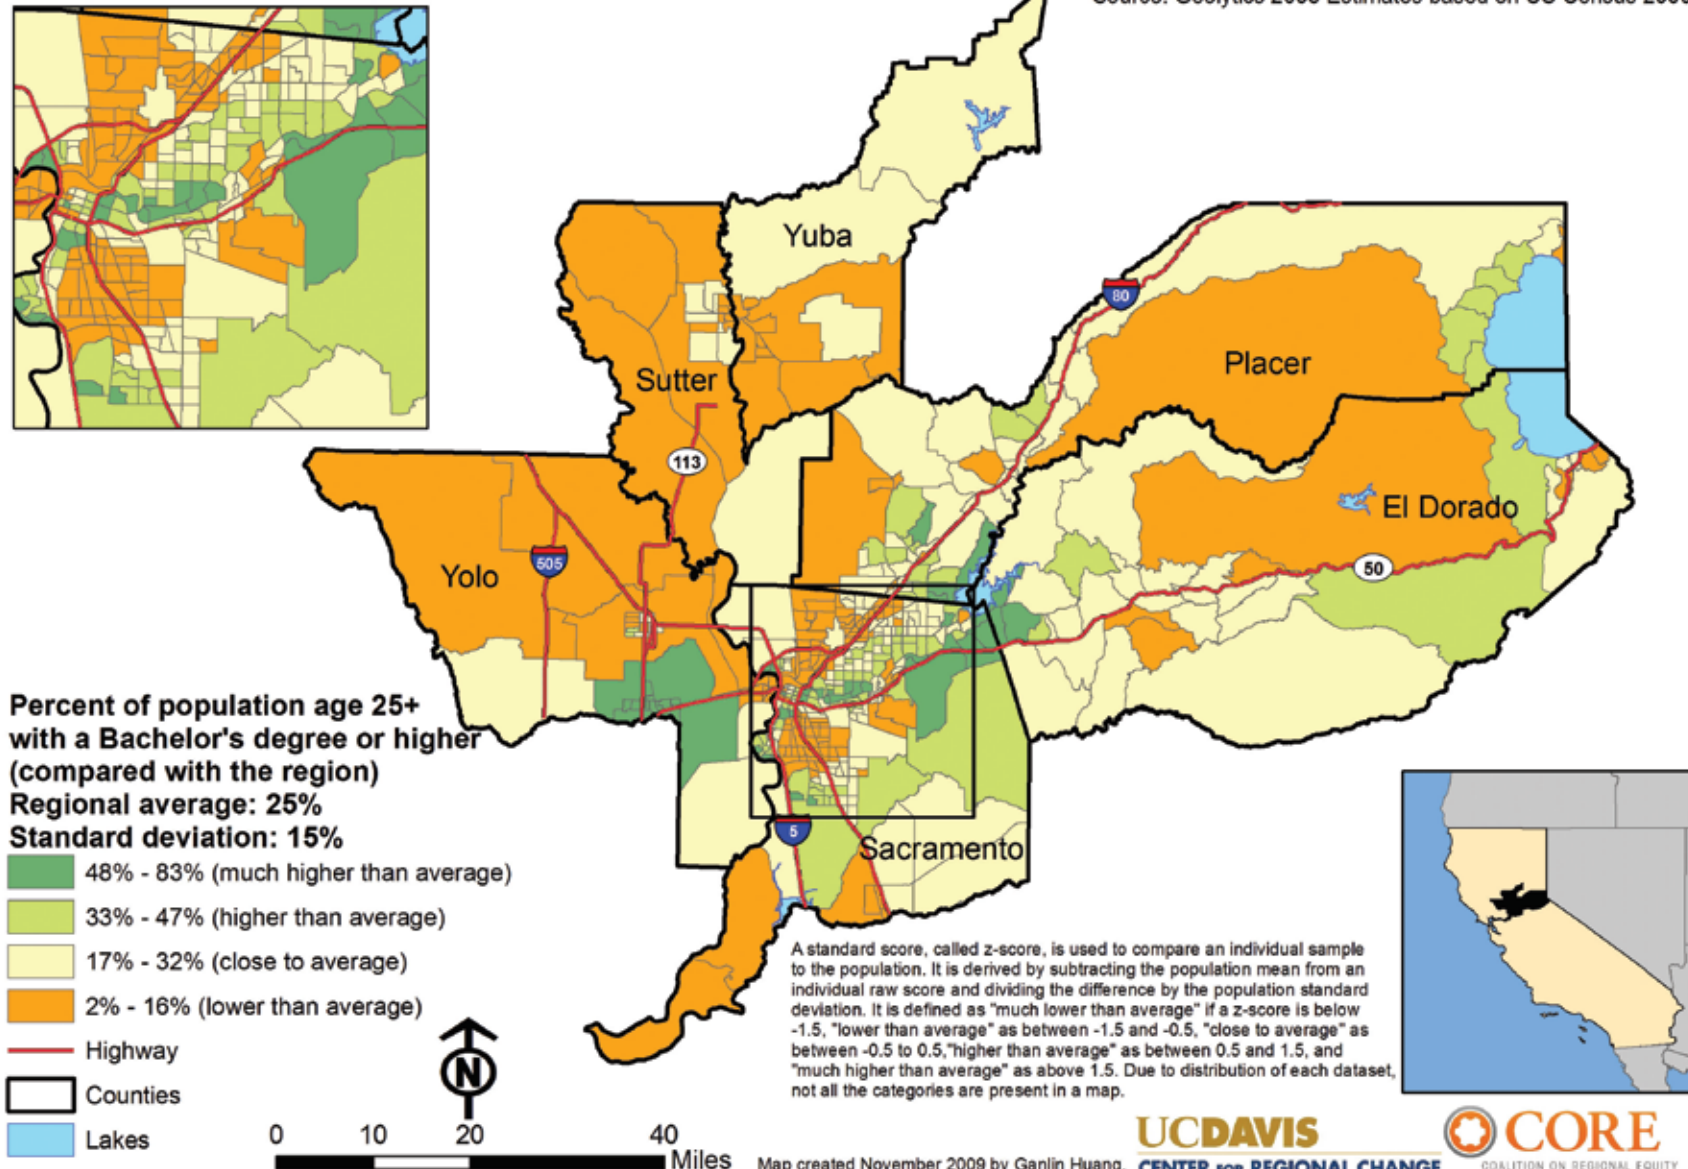 Yuba
80
Placer
Sutter
113
El Dorado
Yolo
505
50
5
Sacramento
Percent of population age 25+
with a Bachelor's degree or higher
(compared with the region)
Regional average: 25%
Standard deviation: 15%
48% - 83% (much higher than average)
33% - 47% (higher than average)
17% - 32% (close to average)
2% - 16% (lower than average)
Highway
Counties
Lakes
N
0 10 20 40
Miles
A standard score, called z-score, is used to compare an individual sample
to the population. It is derived by subtracting the population mean from an
individual raw score and dividing the difference by the population standard
deviation. It is defined as "much lower than average" if a z-score is below
-1.5, "lower than average" as between -1.5 and -0.5, "close to average" as
between -0.5 to 0.5,"higher than average" as between 0.5 and 1.5, and
"much higher than average" as above 1.5. Due to distribution of each dataset,
not all the categories are present in a map.
Map created November 2009 by Ganlin Huang.
UCDAVIS
CENTER FOR REGIONAL CHANGE
CORE
COALITION ON REGIONAL EQUITY